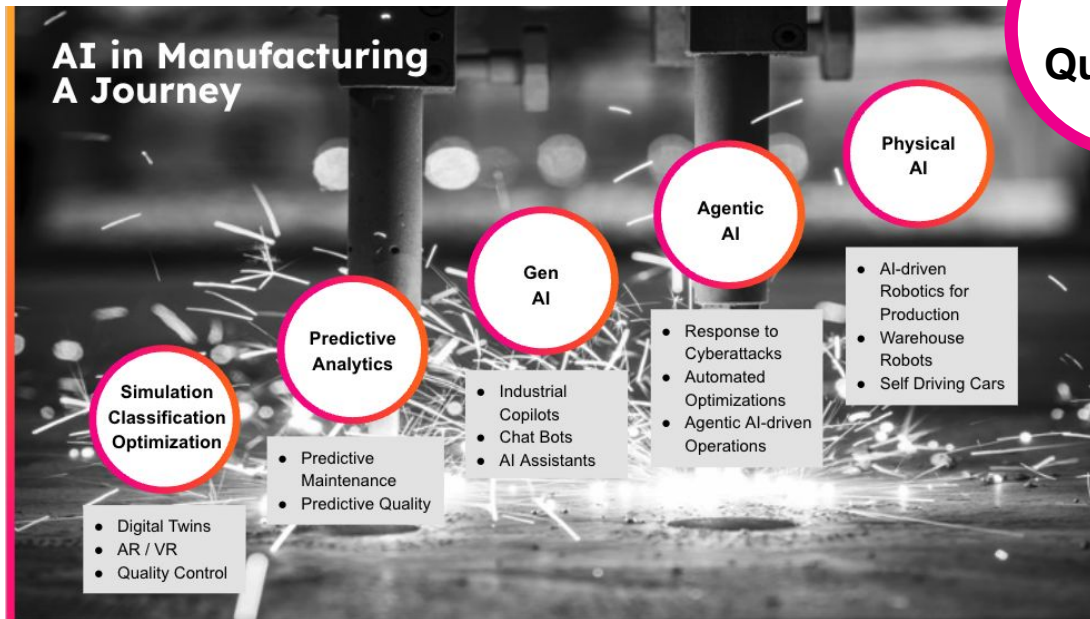 AI in Manufacturing
A Journey
Simulation
Classification
Optimization
● Digital Twins
● AR / VR
● Quality Control
Predictive
Analytics
● Predictive
Maintenance
● Predictive Quality
Gen
AI
● Industrial
Copilots
● Chat Bots
● AI Assistants
Agentic
AI
● Response to
Cyberattacks
● Automated
Optimizations
● Agentic AI-driven
Operations
Physical
AI
● AI-driven
Robotics for
Production
● Warehouse
Robots
● Self Driving Cars
Qu